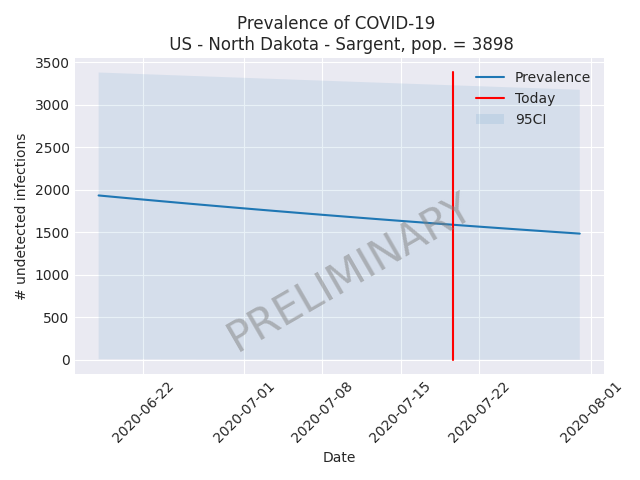 Prevalence of COVID-19
US - North Dakota - Sargent, pop. = 3898
3500
3000
2500
2000
1500
1000
500
0
# undetected infections
Prevalence
Today
95CI
PRELIMINARY
2020-06-22
2020-07-01
2020-07-08
2020-07-15
2020-07-22
2020-08-01
Date